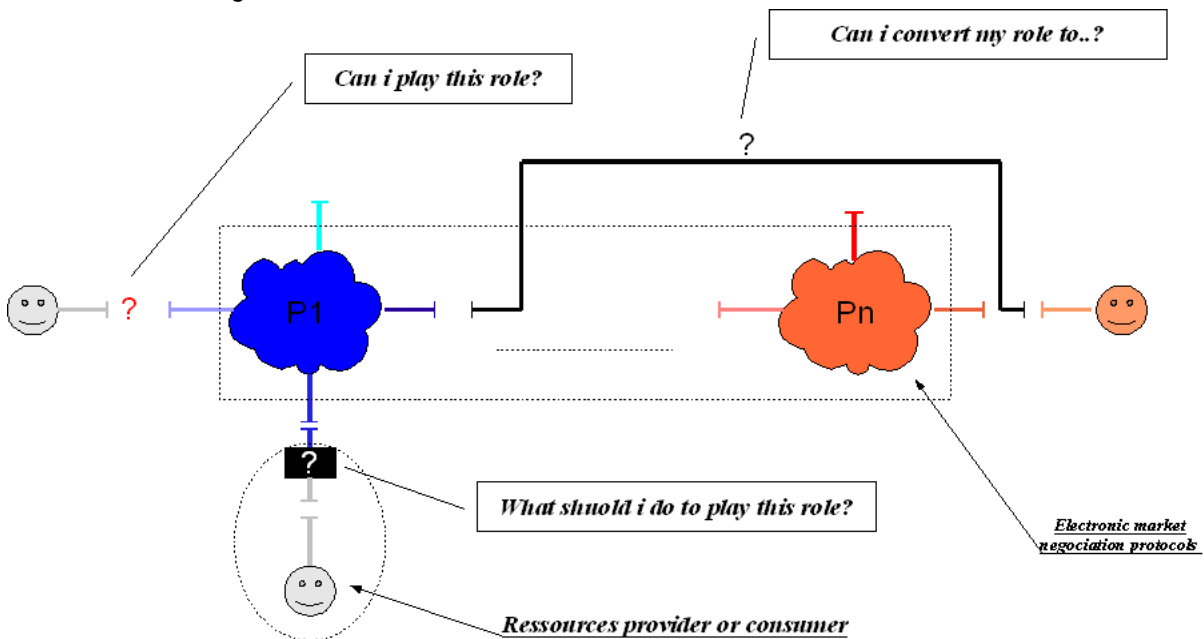 Can i convert my role to..?
Can i play this role?
?
?
P1
Pn
?
What shuold i do to play this role?
Electronic market
negociation protocols
Ressources provider or consumer